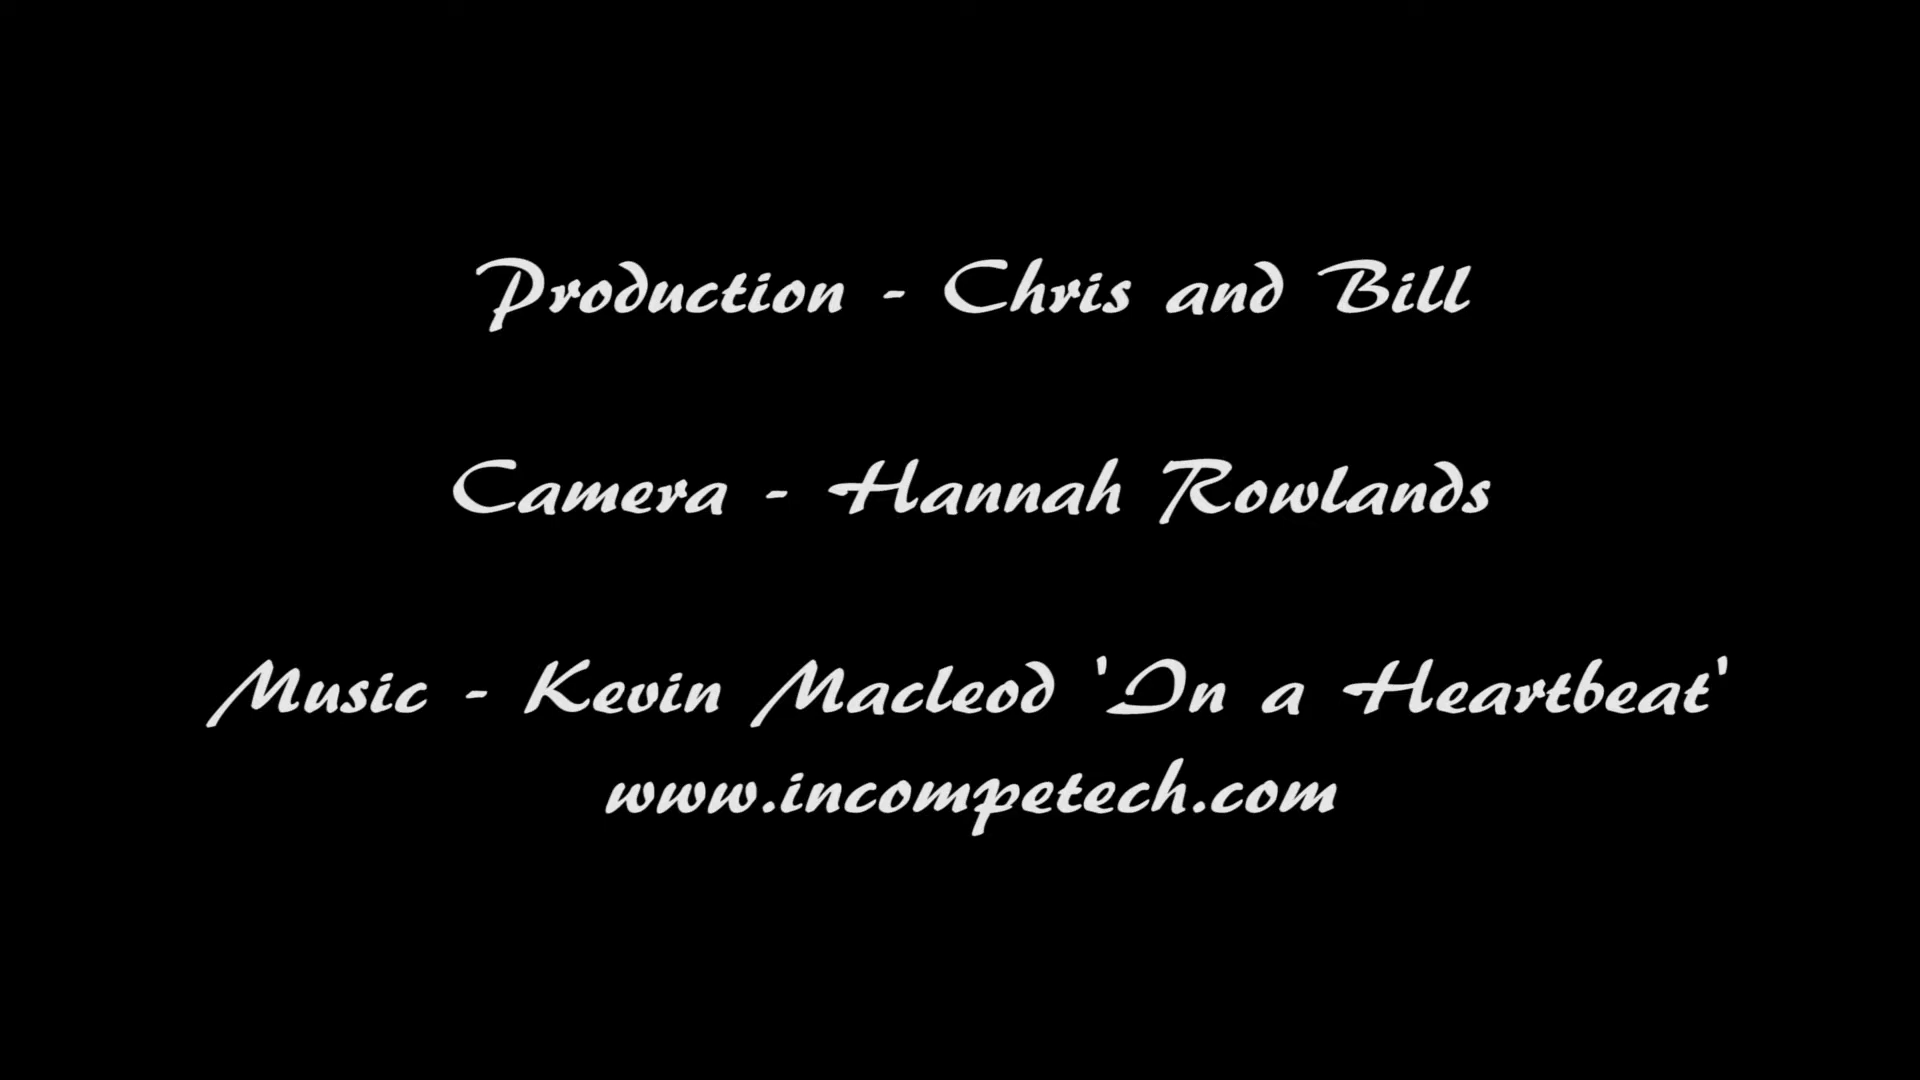 Production - Chris and Bill
Camera - Hannah Rowlands
Music - Kevin Macleod 'In a Heartbeat'
www.incompetech.com